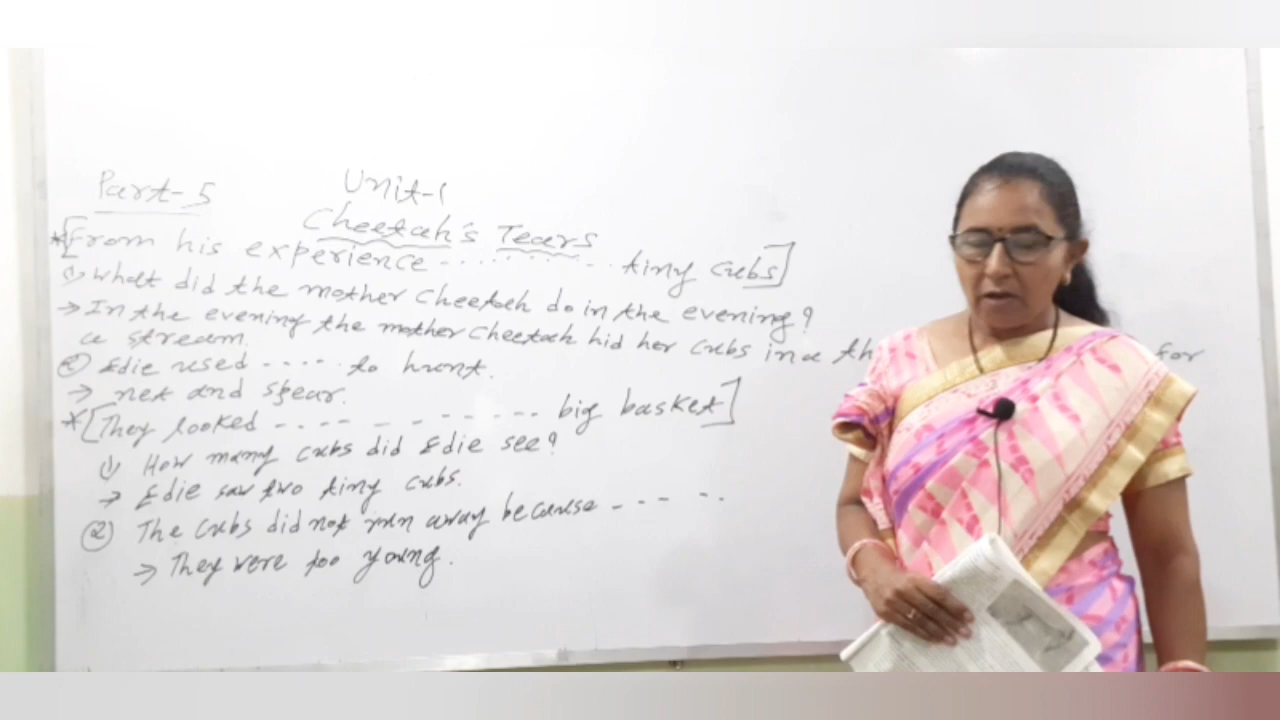 Part-5 Unit-1
Cheetah's Tears
*[From his experience ......... tiny cubs]
1) What did the mother cheetah do in the evening?
→ In the evening the mother cheetah hid her cubs in a th for
a stream.
② Edie used ..... to hunt.
→ net and spear.
*[They looked ---- - - ----- big basket]
1) How many cubs did Edie see?
→ Edie saw two tiny cubs.
② The cubs did not run away because - -- --
→ They were too young.